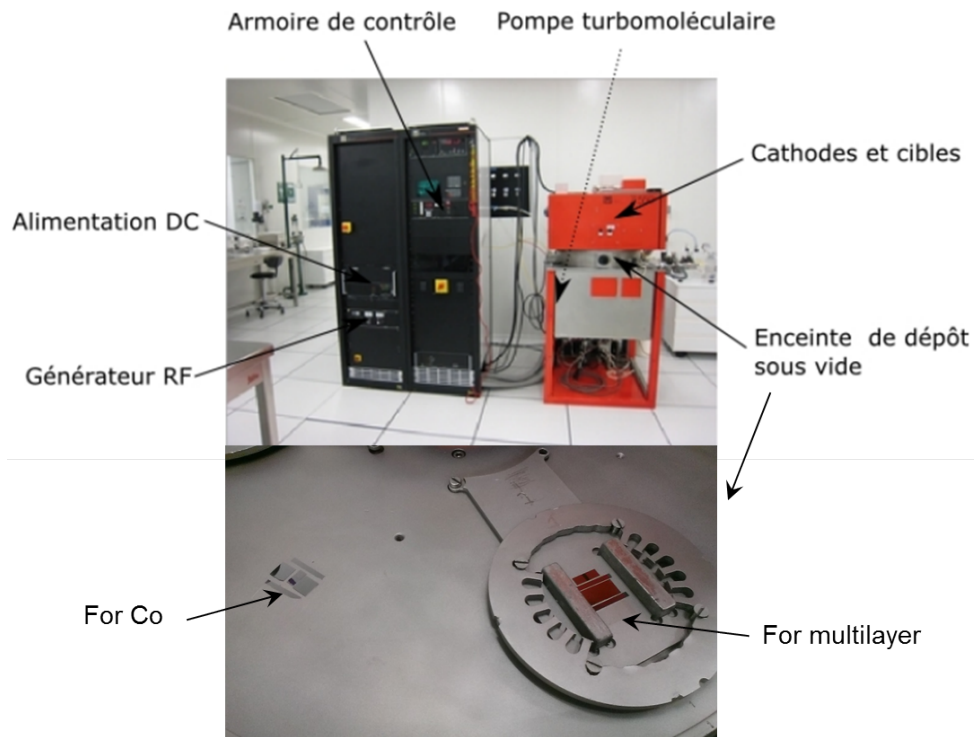 Armoire de contrôle
Pompe turbomoléculaire
Cathodes et cibles
Alimentation DC
Enceinte de dépôt
sous vide
Générateur RF
For Co
For multilayer